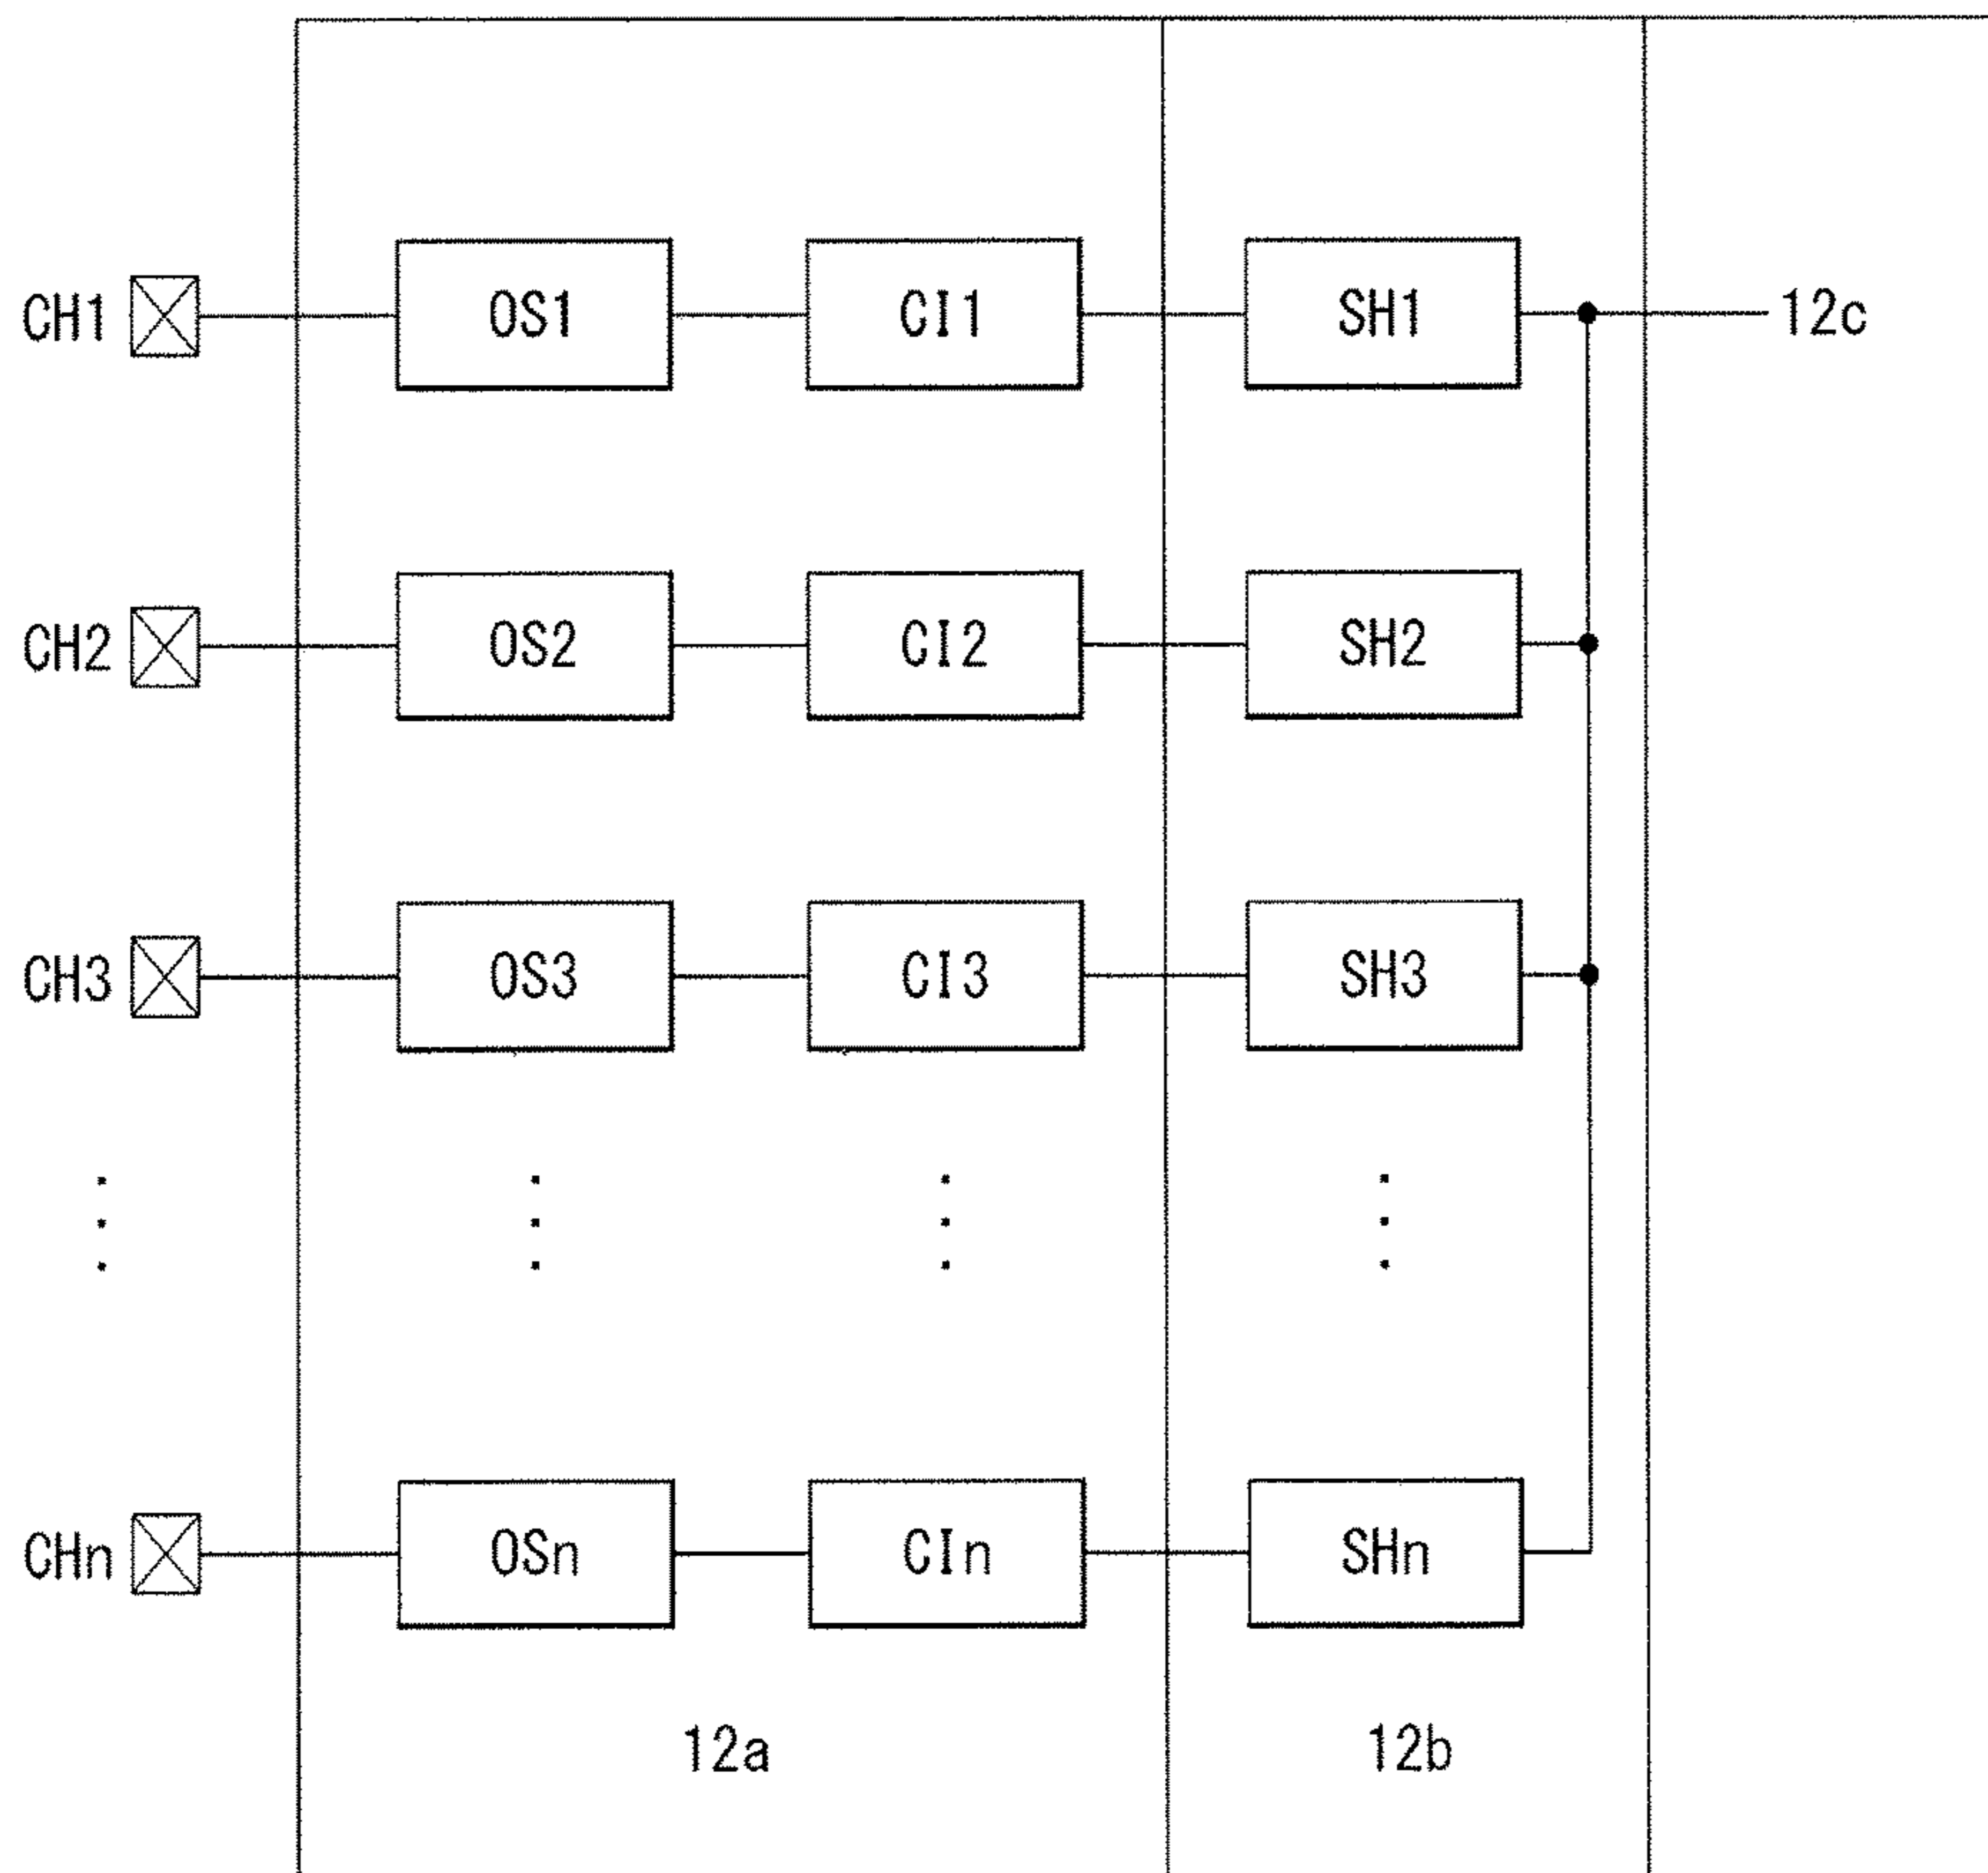 CH1 OS1 CI1 SH1 12c
CH2 OS2 CI2 SH2
CH3 OS3 CI3 SH3
CHn OSn CIn SHn
12a 12b